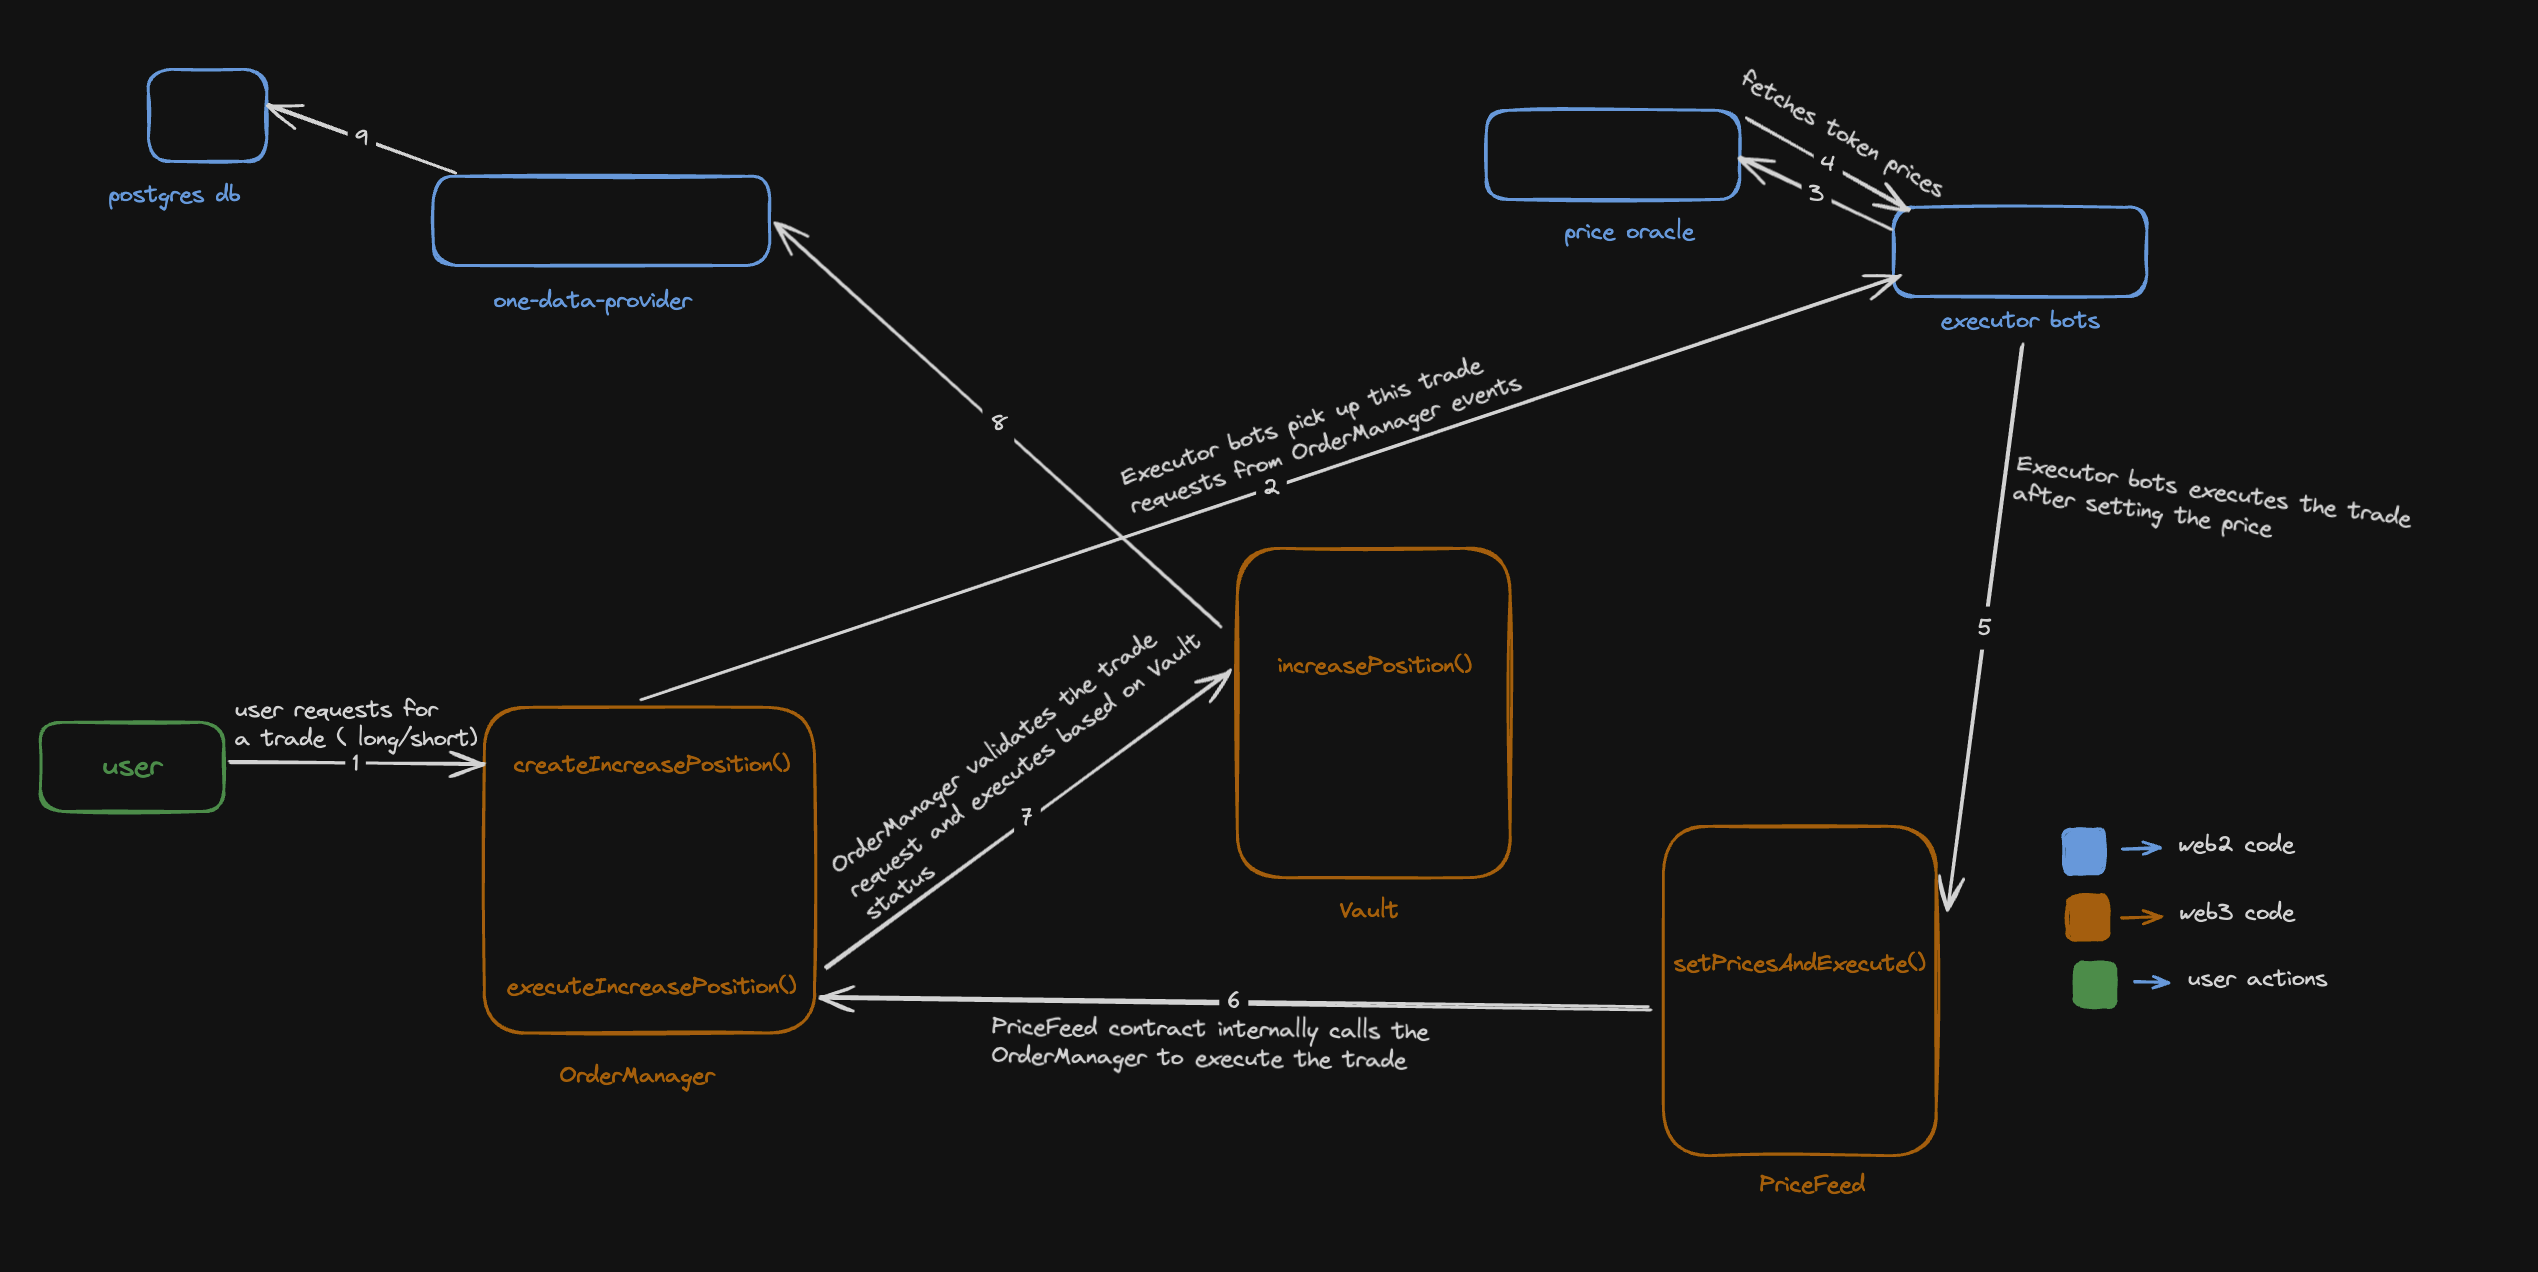 fetches token prices
4
3
9
postgres db
price oracle
one-data-provider
executor bots
8
Executor bots pick up this trade
requests from OrderManager events
2
Executor bots executes the trade
after setting the price
5
increasePosition()
Vault
user requests for
a trade ( long/short)
1
user
createIncreasePosition()
executeIncreasePosition()
OrderManager
OrderManager validates the trade
request and executes based on Vault
status
7
6
PriceFeed contract internally calls the
OrderManager to execute the trade
setPricesAndExecute()
PriceFeed
web2 code
web3 code
user actions